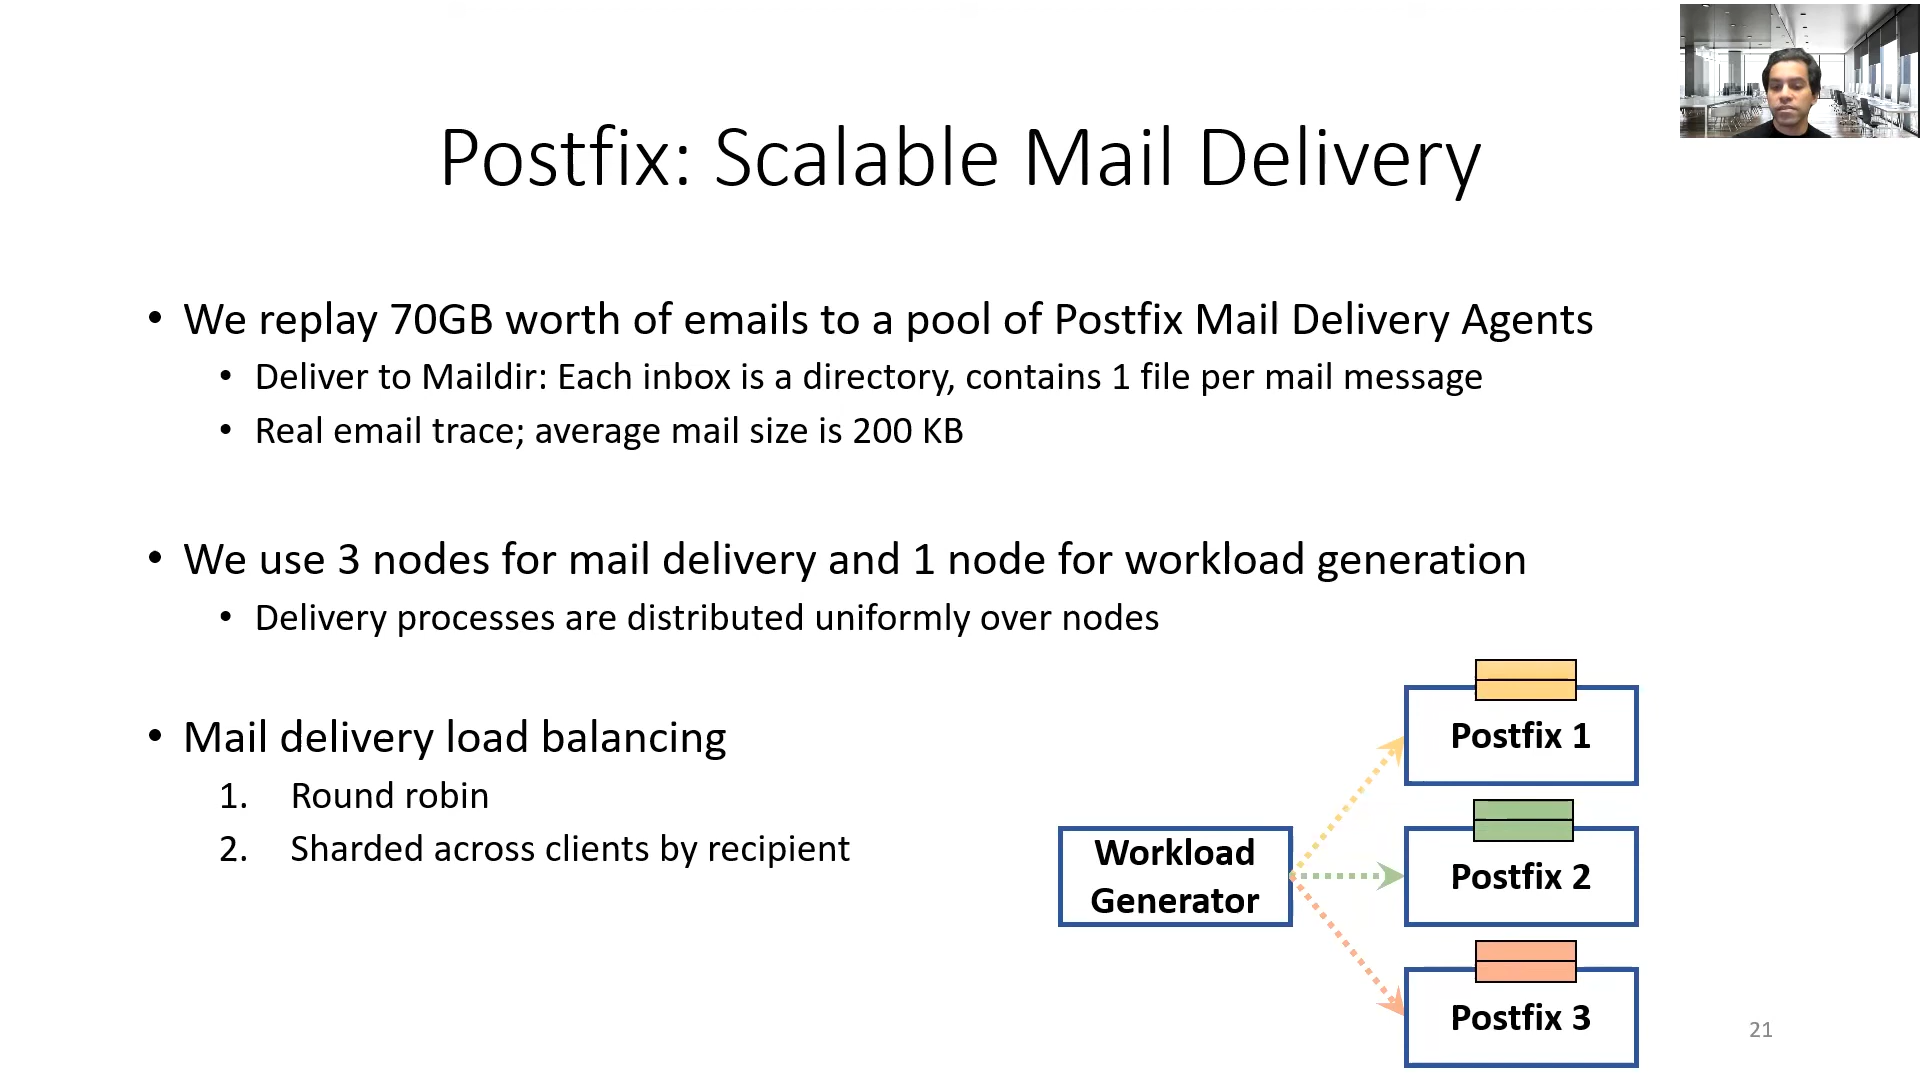 Postfix: Scalable Mail Delivery
• We replay 70GB worth of emails to a pool of Postfix Mail Delivery Agents
• Deliver to Maildir: Each inbox is a directory, contains 1 file per mail message
• Real email trace; average mail size is 200 KB
• We use 3 nodes for mail delivery and 1 node for workload generation
• Delivery processes are distributed uniformly over nodes
• Mail delivery load balancing
1. Round robin
2. Sharded across clients by recipient
Workload
Generator
Postfix 1
Postfix 2
Postfix 3
21